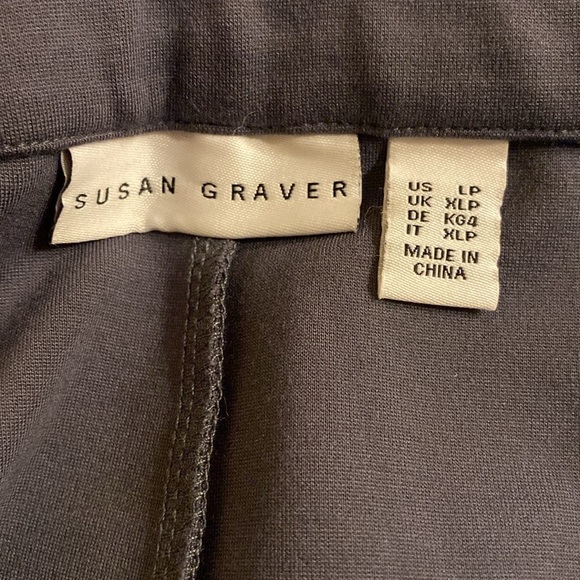 SUSAN GRAVER
US LP
UK XLP
DE KG4
IT XLP
MADE IN
CHINA